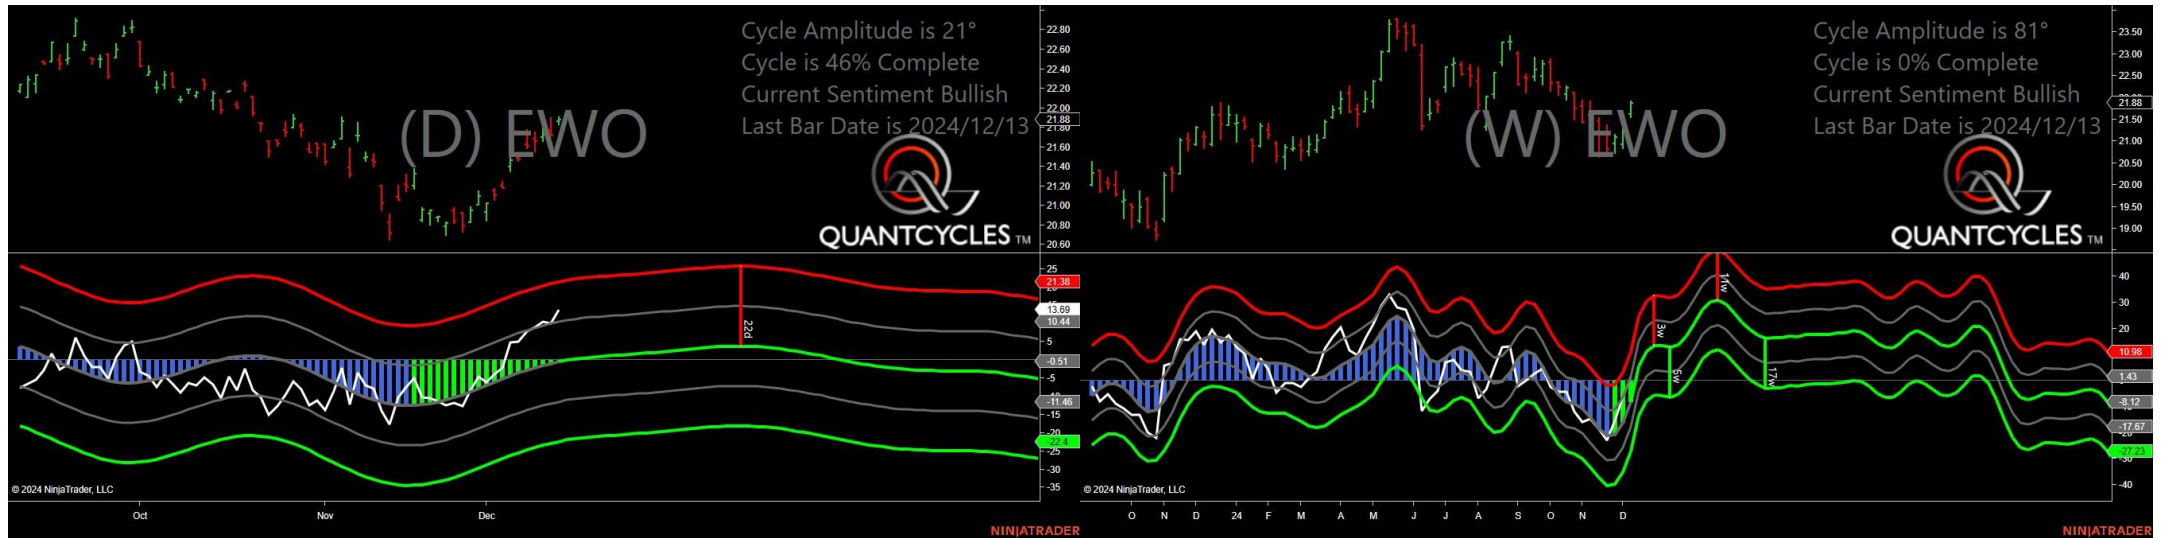 Cycle Amplitude is 21°
Cycle is 46% Complete
Current Sentiment Bullish
Last Bar Date is 2024/12/13
(D) EWO
QUANTCYCLES TM
22.80
22.60
22.40
22.20
22.00
21.88
21.80
21.60
21.40
21.20
21.00
20.80
20.60
25
21.38
13.69
10.44
5
-0.51
-5
-11.46
-15
-20
-22.4
-25
-30
-35
22d
© 2024 NinjaTrader, LLC
Oct
Nov
Dec
NINJATRADER
Cycle Amplitude is 81°
Cycle is 0% Complete
Current Sentiment Bullish
Last Bar Date is 2024/12/13
(W) EWO
QUANTCYCLES TM
23.50
23.00
22.50
21.88
21.50
21.00
20.50
20.00
19.50
19.00
40
30
20
10.98
1.43
-8.12
-17.67
-27.23
-40
3w
5w
11w
17w
© 2024 NinjaTrader, LLC
O N D 24 F M A M J J A S O N D
NINJATRADER